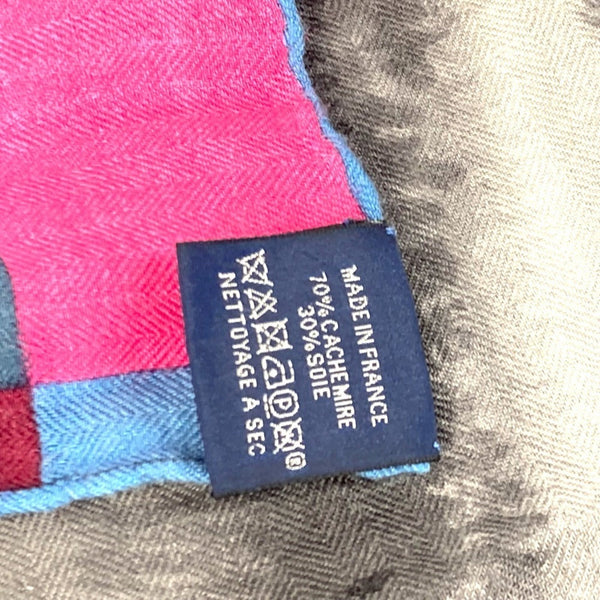 MADE IN FRANCE
70% CACHEMIRE
30% SOIE
P ®
NETTOYAGE À SEC